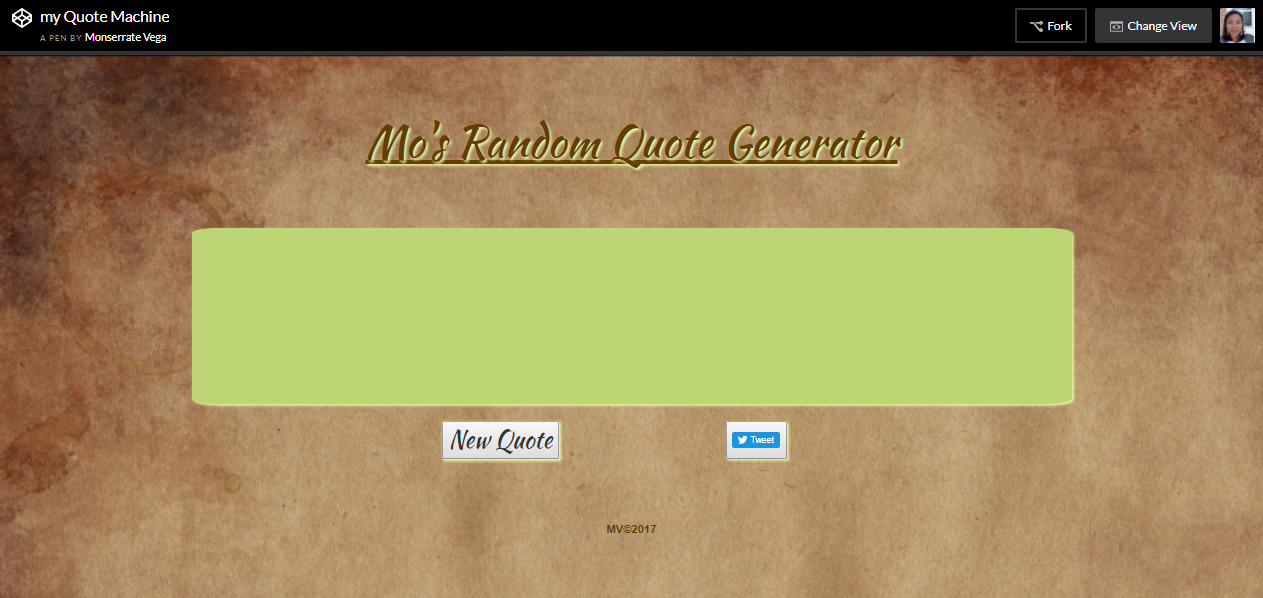 my Quote Machine
A PEN BY Monserrate Vega
Fork
Change View
Mo's Random Quote Generator
New Quote
Tweet
MV©2017